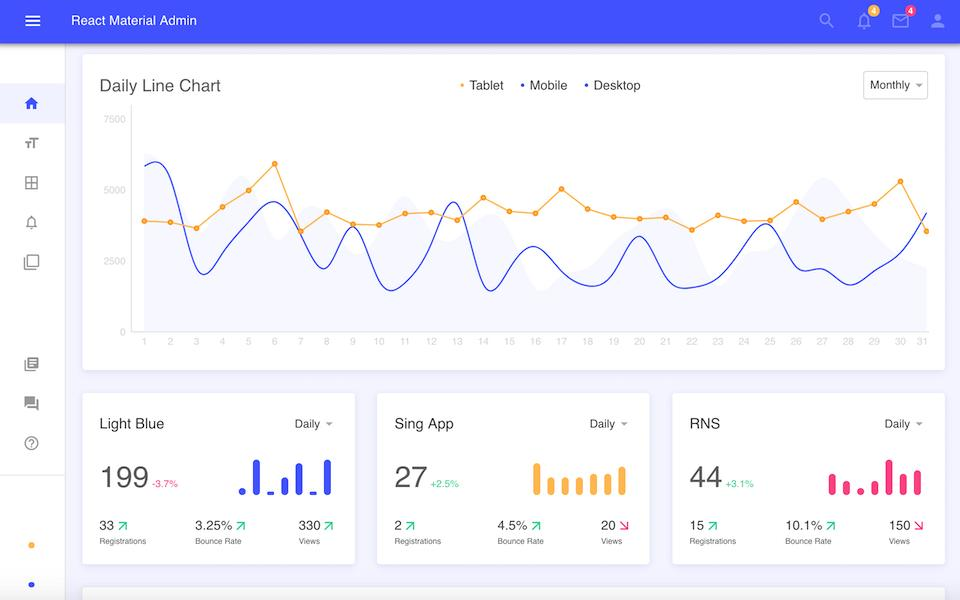 React Material Admin
4
4
Daily Line Chart
Tablet Mobile Desktop
Monthly
7500
5000
2500
0
1 2 3 4 5 6 7 8 9 10 11 12 13 14 15 16 17 18 19 20 21 22 23 24 25 26 27 28 29 30 31
Light Blue
Daily
199 -3.7%
33 3.25% 330
Registrations Bounce Rate Views
Sing App
Daily
27 +2.5%
2 4.5% 20
Registrations Bounce Rate Views
RNS
Daily
44 +3.1%
15 10.1% 150
Registrations Bounce Rate Views